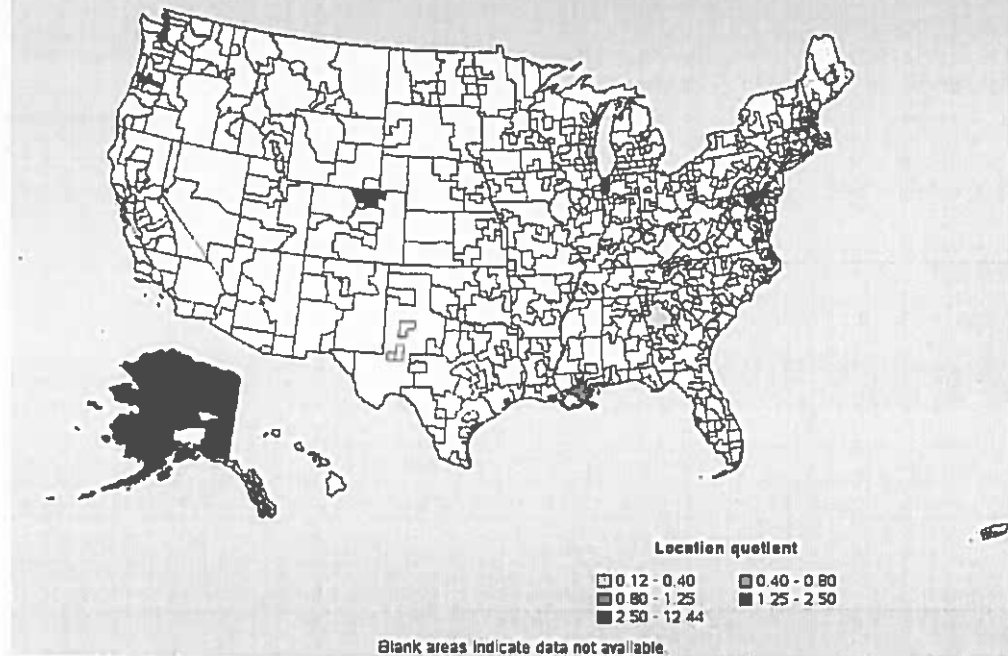 Location quotient
0.12 - 0.40
0.40 - 0.80
0.80 - 1.25
1.25 - 2 50
2 50 - 12 44
Blank areas indicate data not available.